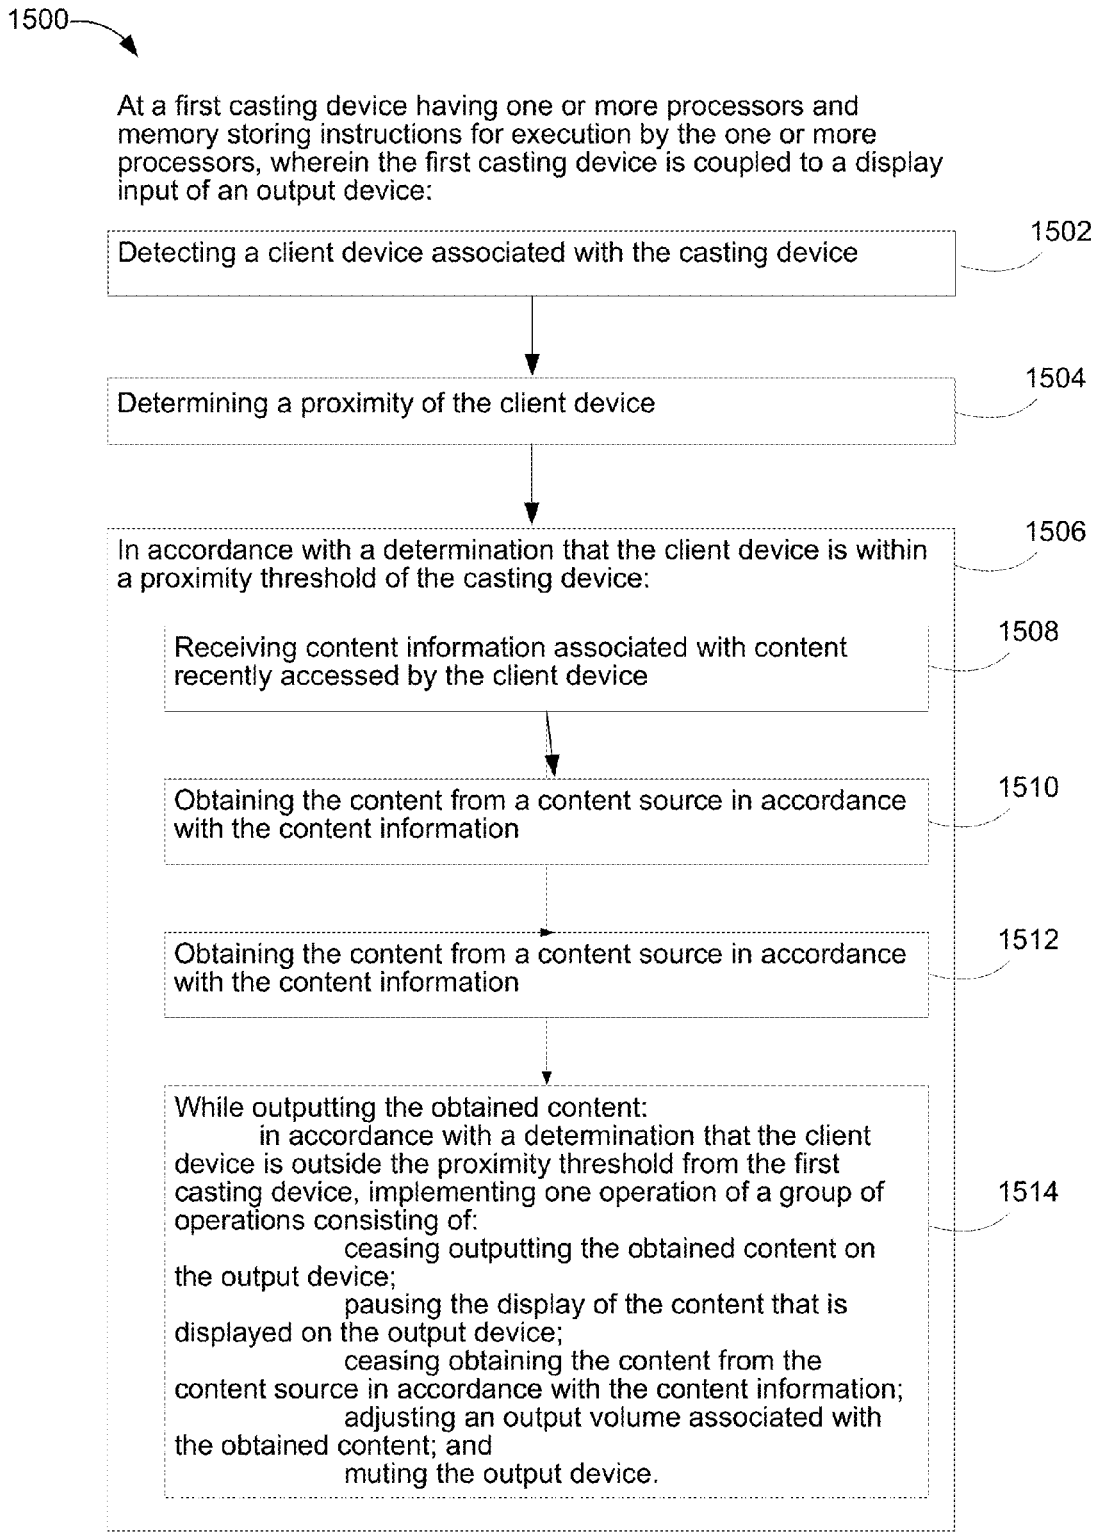 1500
At a first casting device having one or more processors and
memory storing instructions for execution by the one or more
processors, wherein the first casting device is coupled to a display
input of an output device:
1502
Detecting a client device associated with the casting device
1504
Determining a proximity of the client device
1506
In accordance with a determination that the client device is within
a proximity threshold of the casting device:
1508
Receiving content information associated with content
recently accessed by the client device
1510
Obtaining the content from a content source in accordance
with the content information
1512
Obtaining the content from a content source in accordance
with the content information
While outputting the obtained content:
in accordance with a determination that the client
device is outside the proximity threshold from the first
casting device, implementing one operation of a group of
1514
operations consisting of:
ceasing outputting the obtained content on
the output device;
pausing the display of the content that is
displayed on the output device;
ceasing obtaining the content from the
content source in accordance with the content information;
adjusting an output volume associated with
the obtained content; and
muting the output device.